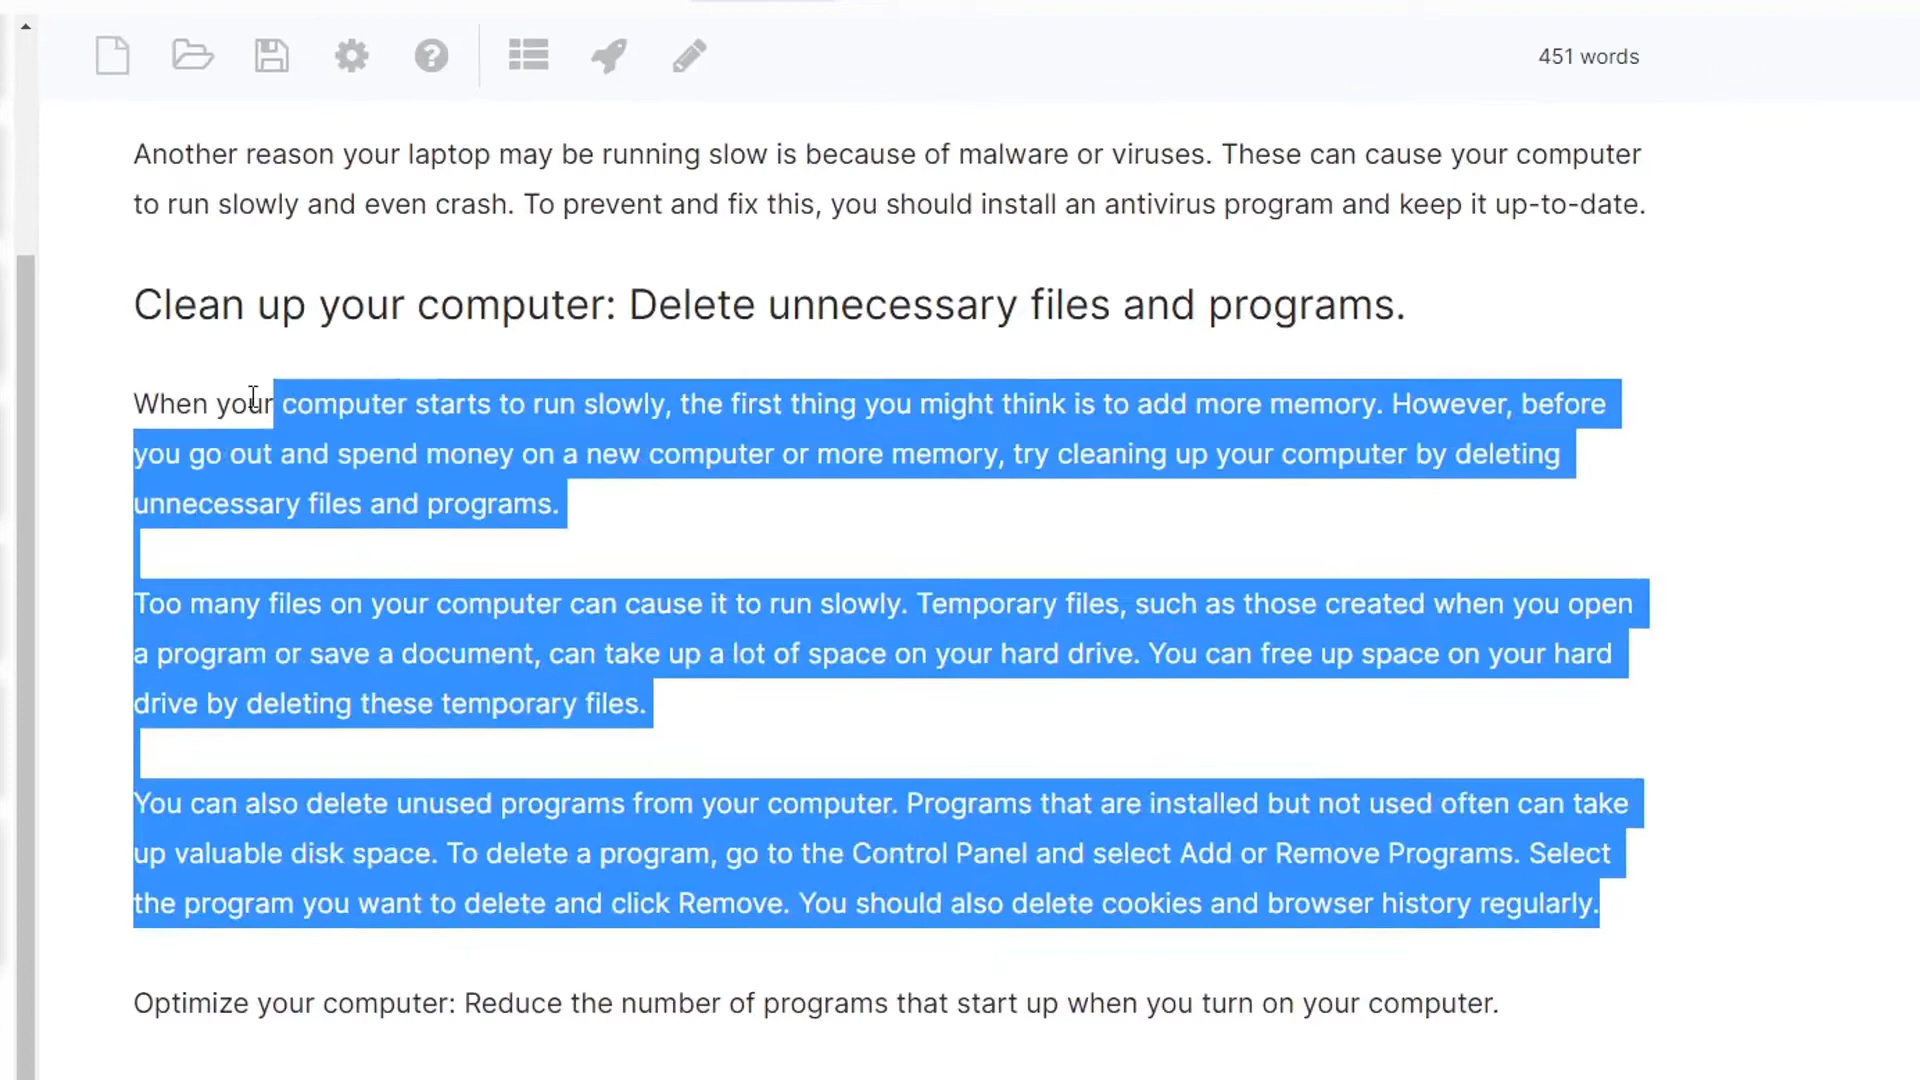 451 words
Another reason your laptop may be running slow is because of malware or viruses. These can cause your computer
to run slowly and even crash. To prevent and fix this, you should install an antivirus program and keep it up-to-date.
Clean up your computer: Delete unnecessary files and programs.
When your computer starts to run slowly, the first thing you might think is to add more memory. However, before
you go out and spend money on a new computer or more memory, try cleaning up your computer by deleting
unnecessary files and programs.
Too many files on your computer can cause it to run slowly. Temporary files, such as those created when you open
a program or save a document, can take up a lot of space on your hard drive. You can free up space on your hard
drive by deleting these temporary files.
You can also delete unused programs from your computer. Programs that are installed but not used often can take
up valuable disk space. To delete a program, go to the Control Panel and select Add or Remove Programs. Select
the program you want to delete and click Remove. You should also delete cookies and browser history regularly.
Optimize your computer: Reduce the number of programs that start up when you turn on your computer.